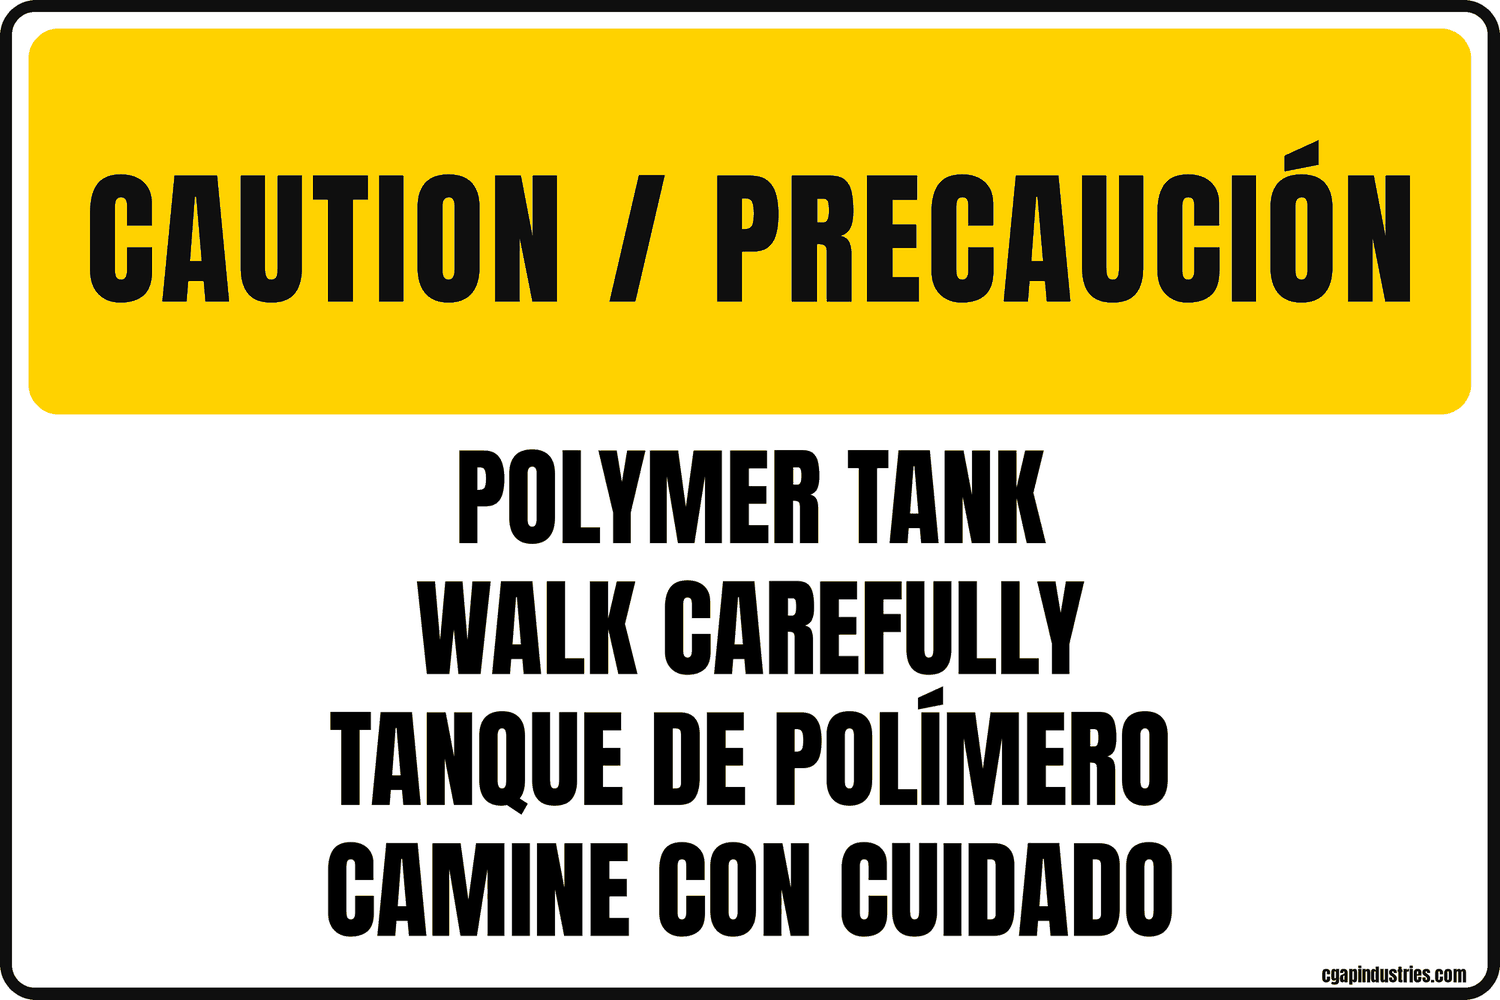 CAUTION / PRECAUCIÓN
POLYMER TANK
WALK CAREFULLY
TANQUE DE POLÍMERO
CAMINE CON CUIDADO
cgapindustries.com